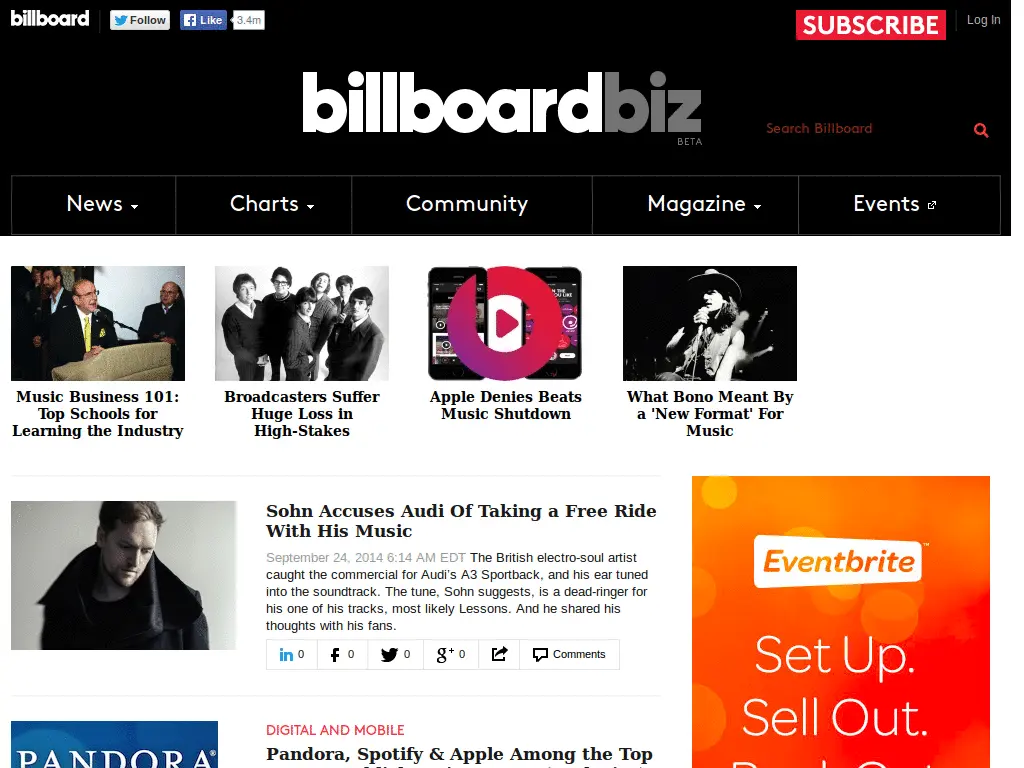 billboard
Follow
Like
3.4m
SUBSCRIBE
Log In
billboardbiz
BETA
Search Billboard
News
Charts
Community
Magazine
Events
Music Business 101:
Top Schools for
Learning the Industry
Broadcasters Suffer
Huge Loss in
High-Stakes
Apple Denies Beats
Music Shutdown
What Bono Meant By
a 'New Format' For
Music
Sohn Accuses Audi Of Taking a Free Ride
With His Music
September 24, 2014 6:14 AM EDT The British electro-soul artist
caught the commercial for Audi's A3 Sportback, and his ear tuned
into the soundtrack. The tune, Sohn suggests, is a dead-ringer for
his one of his tracks, most likely Lessons. And he shared his
thoughts with his fans.
in 0
f 0
0
g+ 0
Comments
Eventbrite™
Set Up.
Sell Out.
PANDORA®
DIGITAL AND MOBILE
Pandora, Spotify & Apple Among the Top